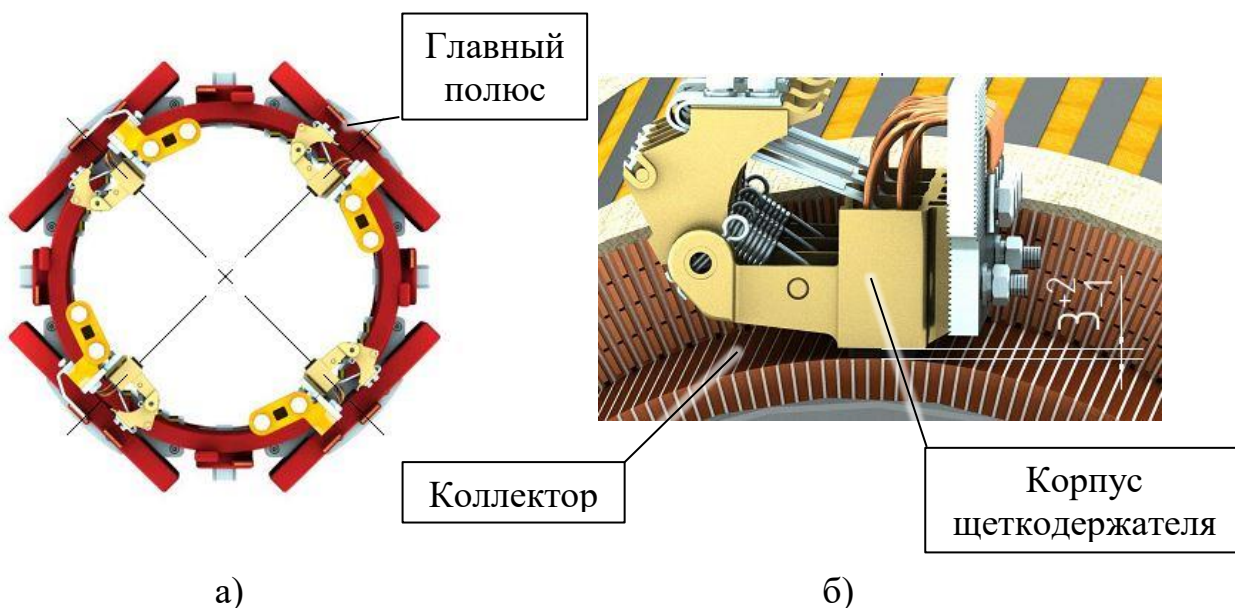 Главный
полюс
3 +2 -1
Коллектор
Корпус
щеткодержателя
а)
б)